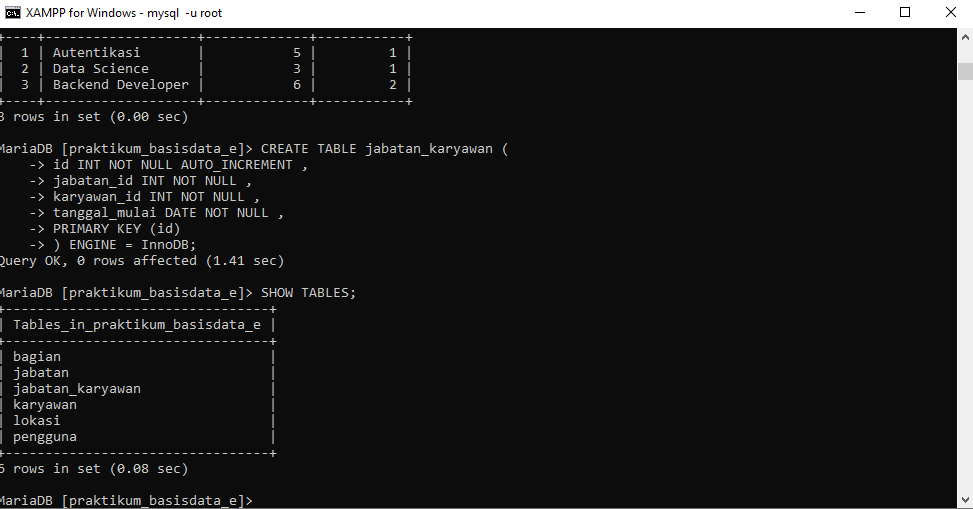 XAMPP for Windows - mysql  -u root
+----+-------------------+-------------+-----------+
|  1 | Autentikasi       |           5 |         1 |
|  2 | Data Science      |           3 |         1 |
|  3 | Backend Developer |           6 |         2 |
+----+-------------------+-------------+-----------+
3 rows in set (0.00 sec)
MariaDB [praktikum_basisdata_e]> CREATE TABLE jabatan_karyawan (
    -> id INT NOT NULL AUTO_INCREMENT ,
    -> jabatan_id INT NOT NULL ,
    -> karyawan_id INT NOT NULL ,
    -> tanggal_mulai DATE NOT NULL ,
    -> PRIMARY KEY (id)
    -> ) ENGINE = InnoDB;
Query OK, 0 rows affected (1.41 sec)
MariaDB [praktikum_basisdata_e]> SHOW TABLES;
+---------------------------------+
| Tables_in_praktikum_basisdata_e |
+---------------------------------+
| bagian                          |
| jabatan                         |
| jabatan_karyawan                |
| karyawan                        |
| lokasi                          |
| pengguna                        |
+---------------------------------+
6 rows in set (0.08 sec)
MariaDB [praktikum_basisdata_e]>